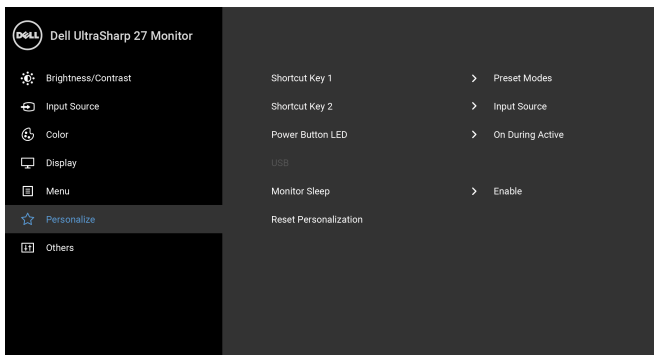 DELL Dell UltraSharp 27 Monitor
Brightness/Contrast
Input Source
Color
Display
Menu
Personalize
Others
Shortcut Key 1 > Preset Modes
Shortcut Key 2 > Input Source
Power Button LED > On During Active
USB
Monitor Sleep > Enable
Reset Personalization